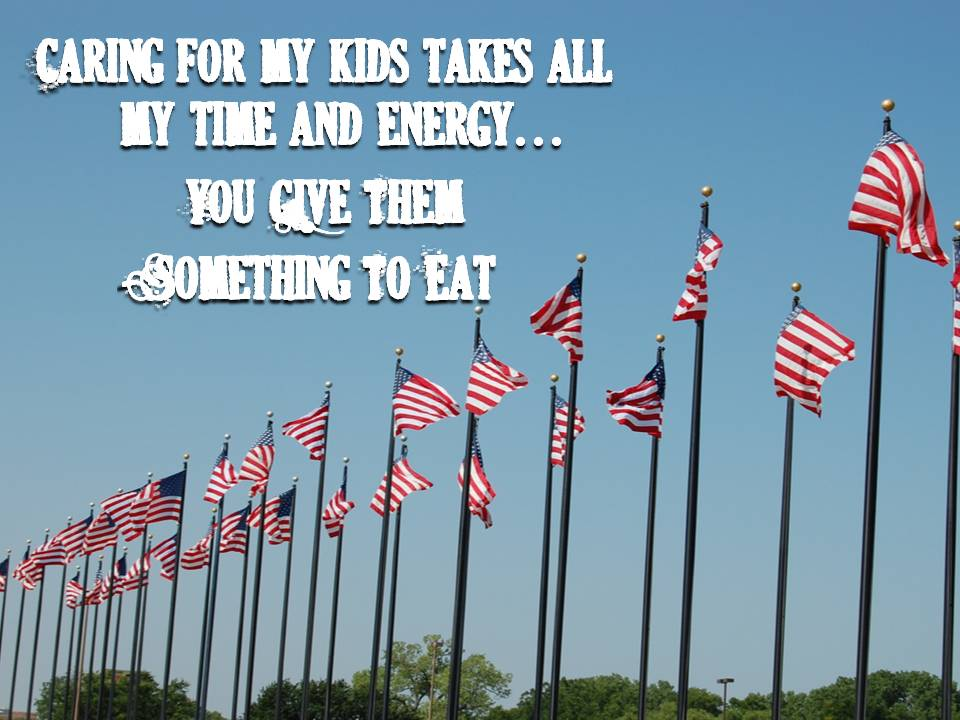 Caring for my kids takes all
my time and energy...
You Give Them
Something to Eat